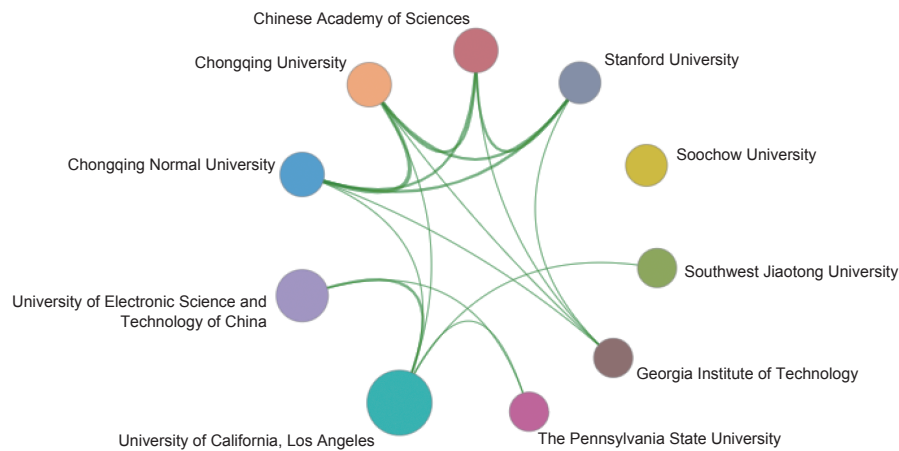 Chinese Academy of Sciences
Chongqing University
Stanford University
Chongqing Normal University
Soochow University
Southwest Jiaotong University
University of Electronic Science and
Technology of China
Georgia Institute of Technology
University of California, Los Angeles
The Pennsylvania State University